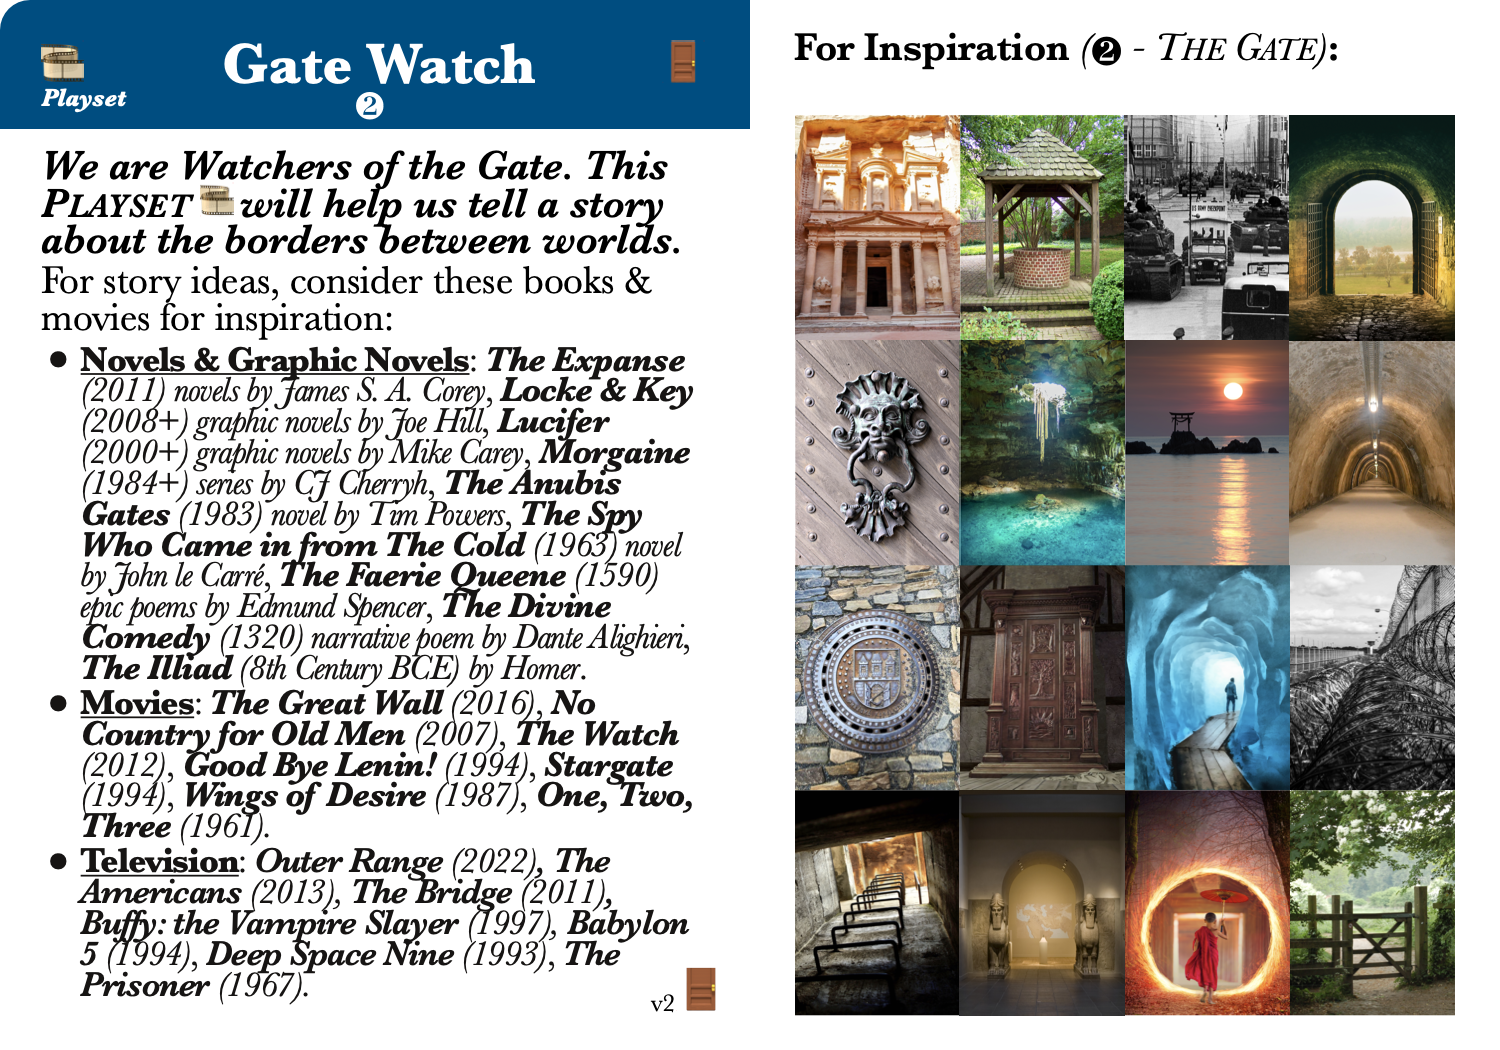 Gate Watch
❷
Playset
We are Watchers of the Gate. This
PLAYSET will help us tell a story
about the borders between worlds.
For story ideas, consider these books &
movies for inspiration:
● Novels & Graphic Novels: The Expanse
(2011) novels by James S. A. Corey, Locke & Key
(2008+) graphic novels by Joe Hill, Lucifer
(2000+) graphic novels by Mike Carey, Morgaine
(1984+) series by CJ Cherryh, The Anubis
Gates (1983) novel by Tim Powers, The Spy
Who Came in from The Cold (1963) novel
by John le Carré, The Faerie Queene (1590)
epic poems by Edmund Spencer, The Divine
Comedy (1320) narrative poem by Dante Alighieri,
The Illiad (8th Century BCE) by Homer.
● Movies: The Great Wall (2016), No
Country for Old Men (2007), The Watch
(2012), Good Bye Lenin! (1994), Stargate
(1994), Wings of Desire (1987), One, Two,
Three (1961).
● Television: Outer Range (2022), The
Americans (2013), The Bridge (2011),
Buffy: the Vampire Slayer (1997), Babylon
5 (1994), Deep Space Nine (1993), The
Prisoner (1967).
v2
For Inspiration (❷ - THE GATE):
U.S. ARMY CHECKPOINT